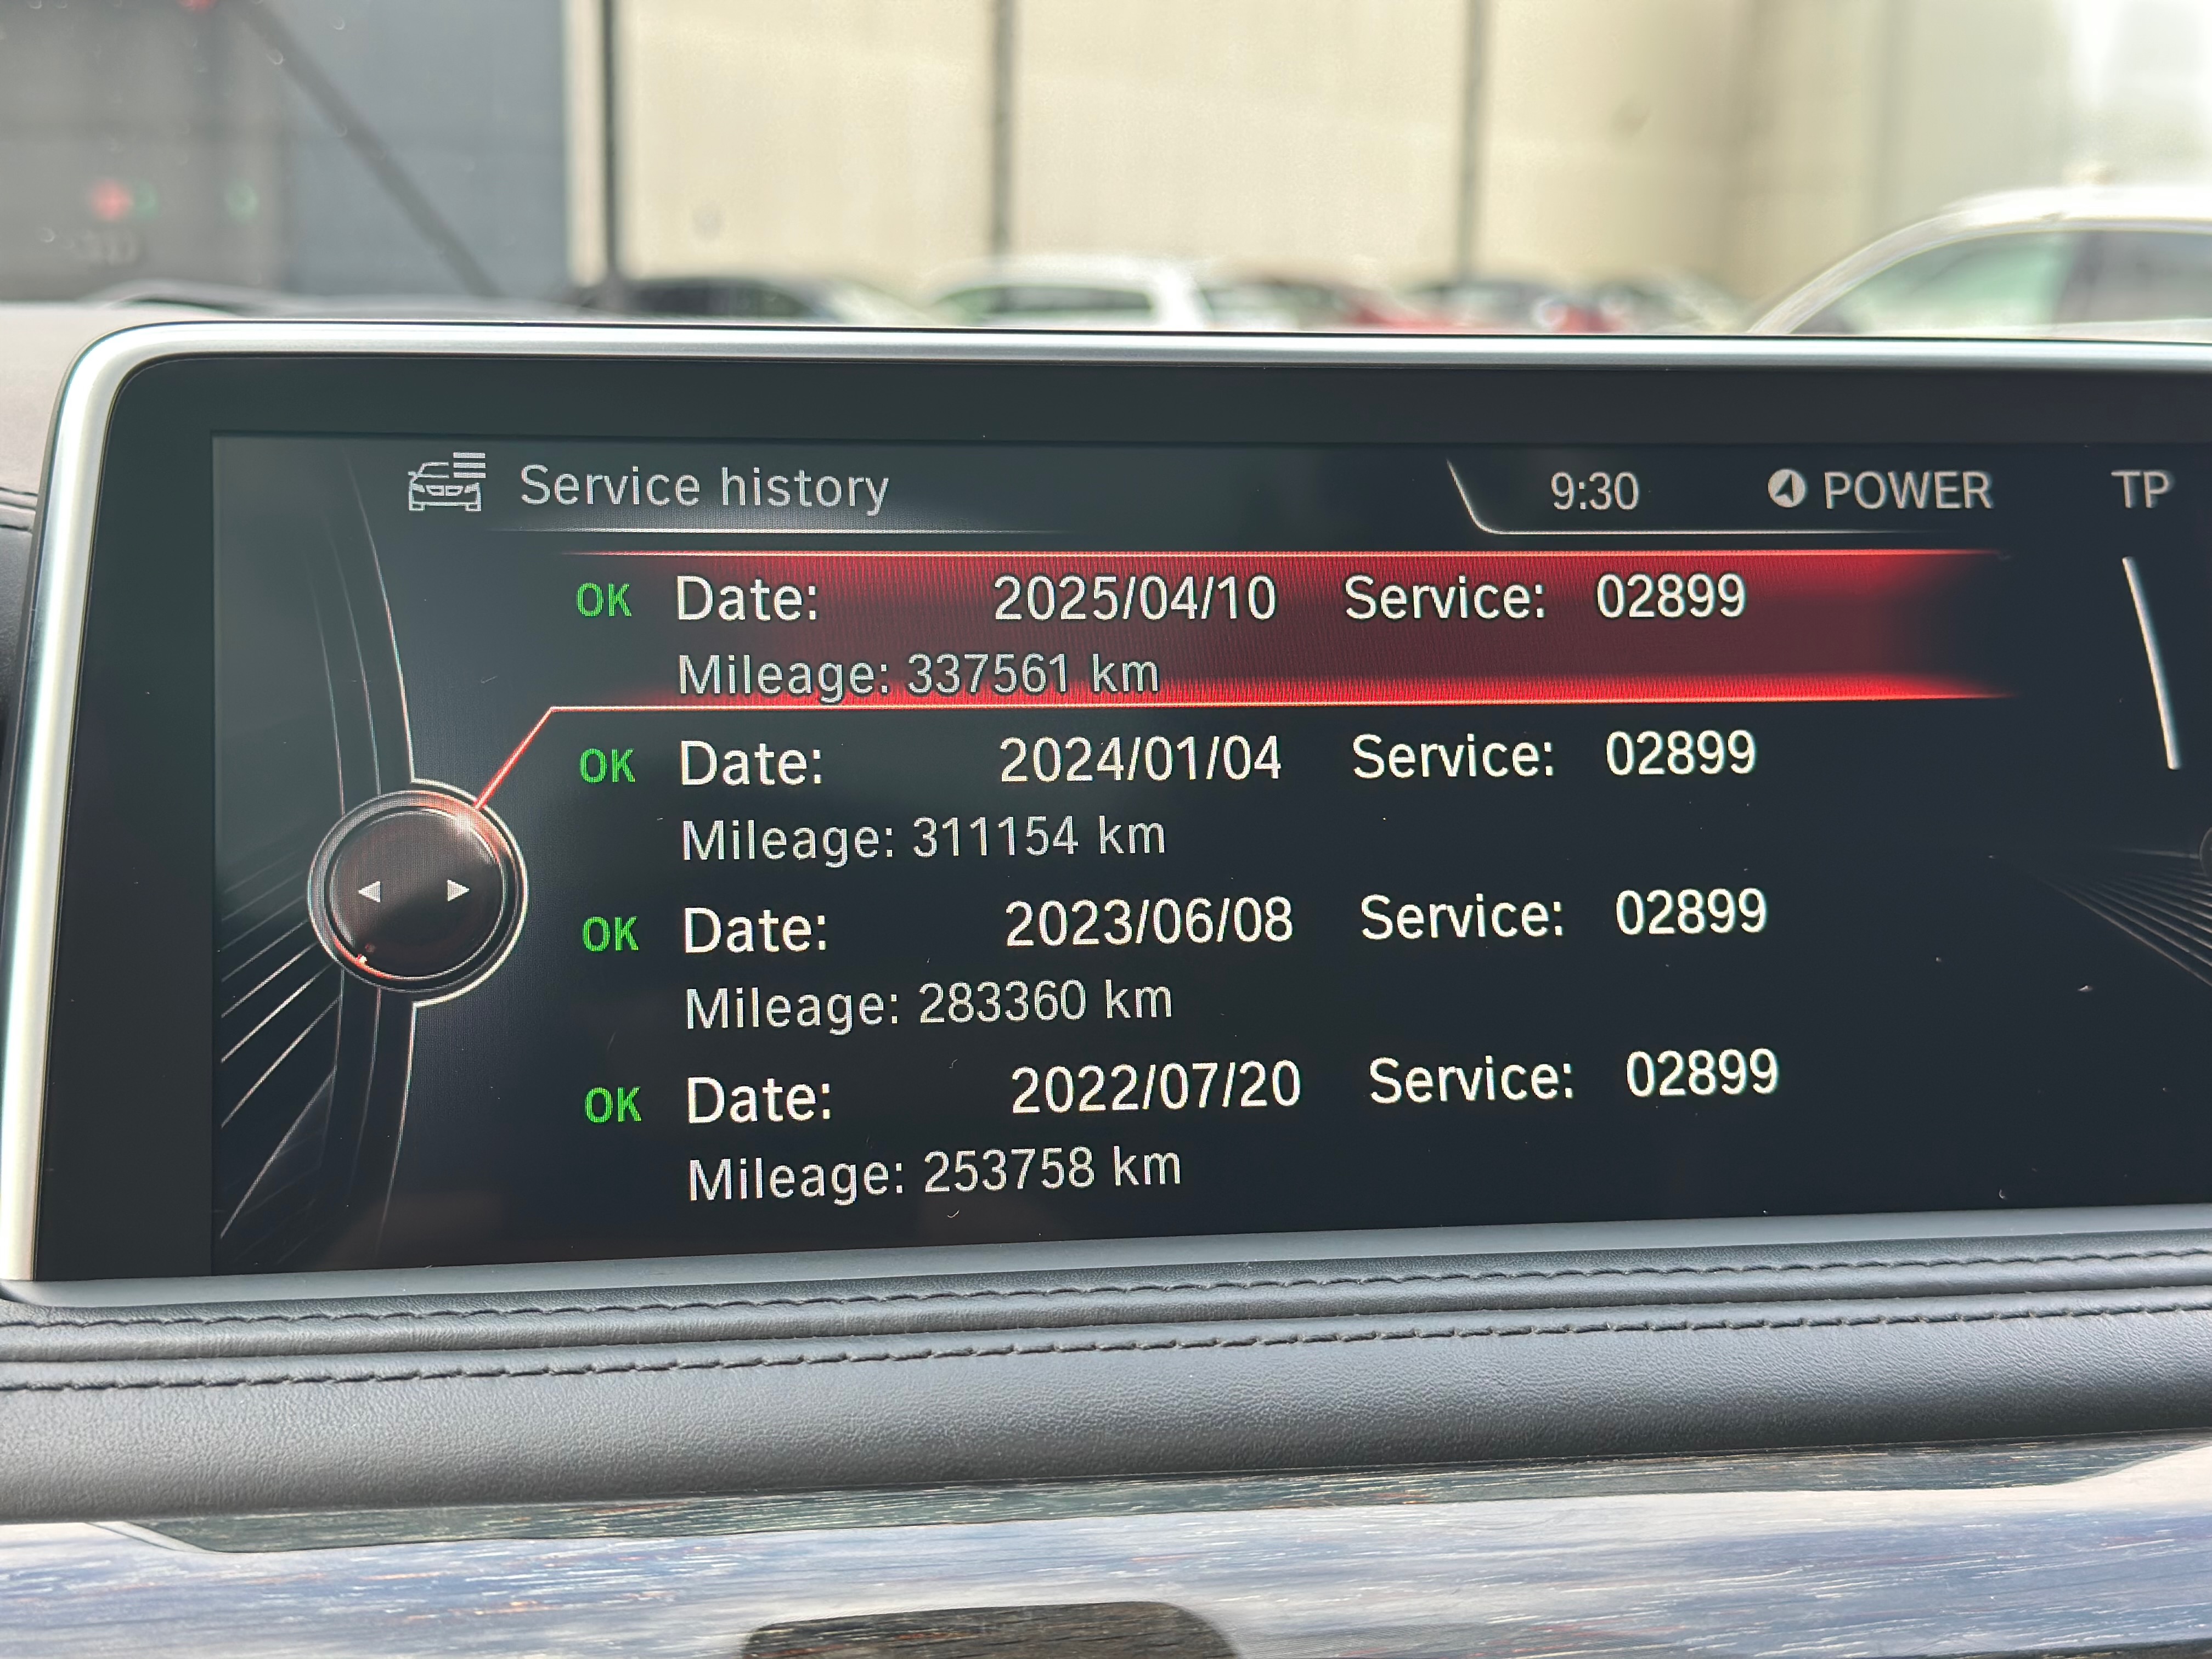 Service history 9:30 POWER TP
OK Date: 2025/04/10 Service: 02899
Mileage: 337561 km
OK Date: 2024/01/04 Service: 02899
Mileage: 311154 km
OK Date: 2023/06/08 Service: 02899
Mileage: 283360 km
OK Date: 2022/07/20 Service: 02899
Mileage: 253758 km